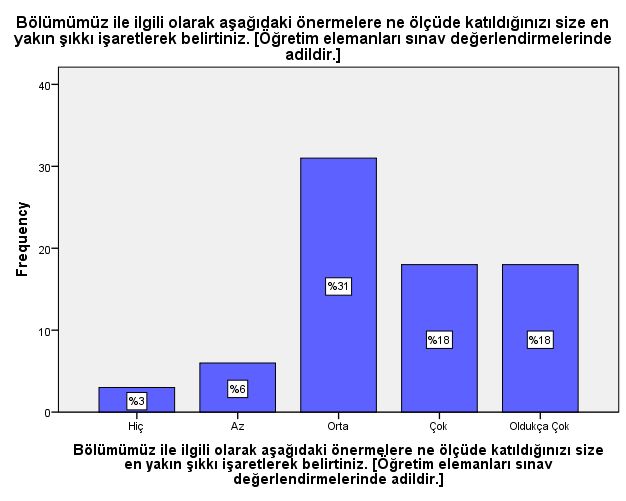 Bölümümüz ile ilgili olarak aşağıdaki önermelere ne ölçüde katıldığınızı size en
yakın şıkkı işaretlerek belirtiniz. [Öğretim elemanları sınav değerlendirmelerinde
adildir.]
40
30
20
10
0
Frequency
%3
%6
%31
%18
%18
Hiç
Az
Orta
Çok
Oldukça Çok
Bölümümüz ile ilgili olarak aşağıdaki önermelere ne ölçüde katıldığınızı size
en yakın şıkkı işaretlerek belirtiniz. [Öğretim elemanları sınav
değerlendirmelerinde adildir.]